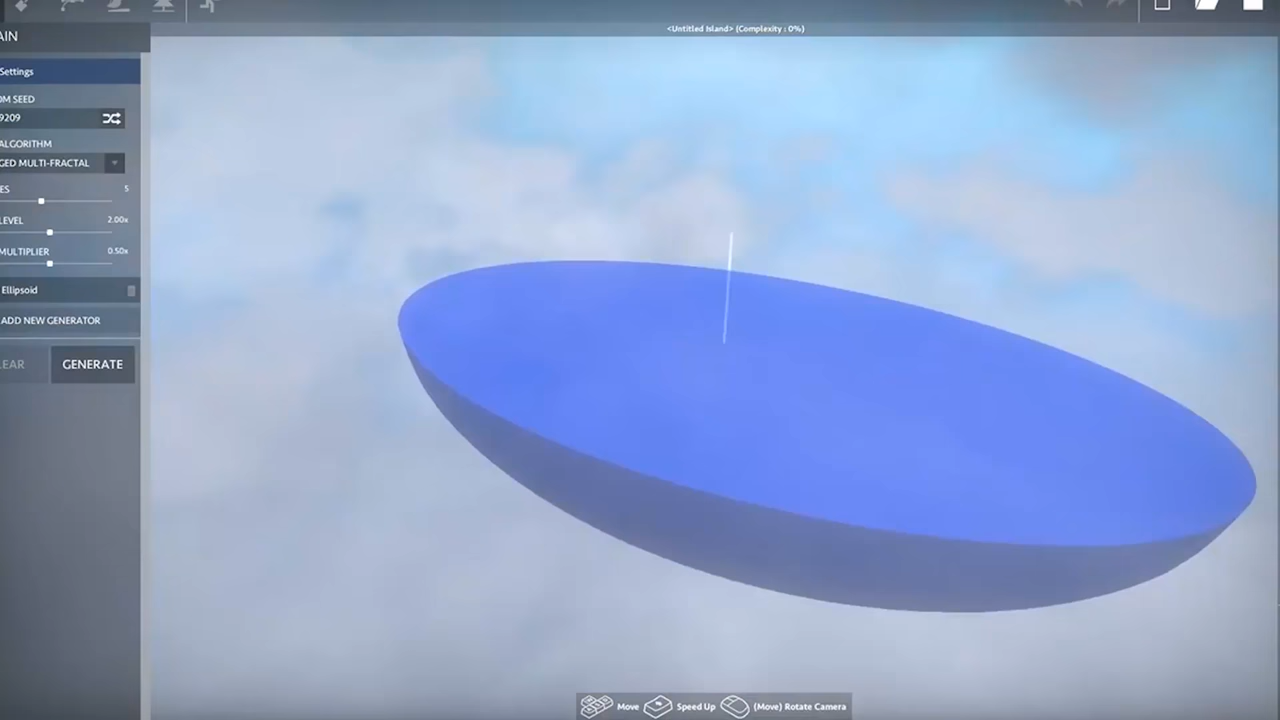 <Untitled Island> (Complexity : 0%)
AIN
Settings
OM SEED
9209
ALGORITHM
GED MULTI-FRACTAL
ES 5
LEVEL 2.00x
MULTIPLIER 0.50x
Ellipsoid
ADD NEW GENERATOR
EAR GENERATE
Move Speed Up (Move) Rotate Camera